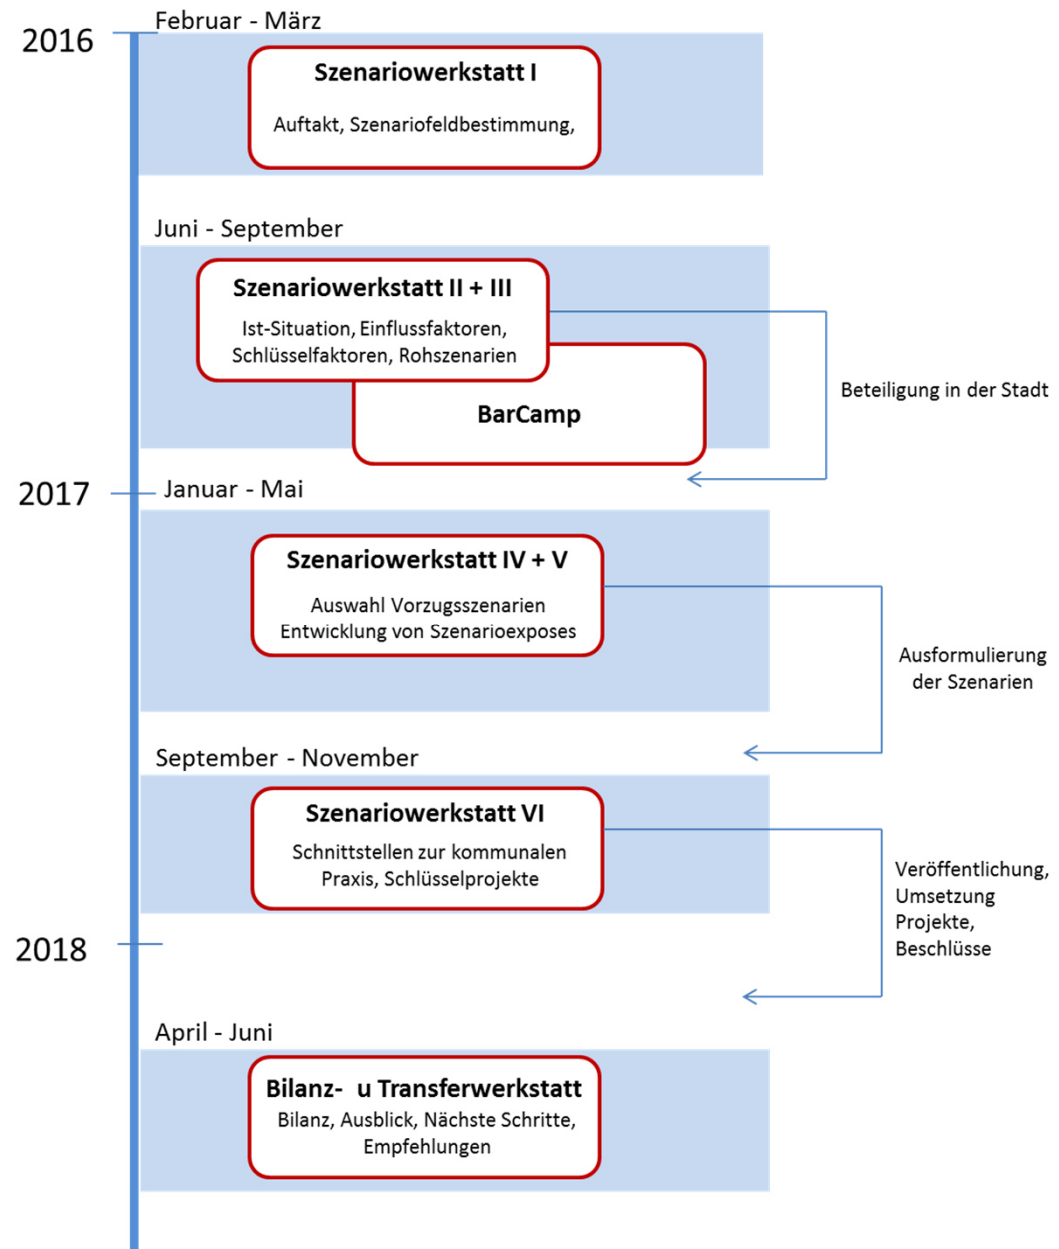 Februar - März
2016
Szenariowerkstatt I
Auftakt, Szenariofeldbestimmung,
Juni - September
Szenariowerkstatt II + III
Ist-Situation, Einflussfaktoren,
Schlüsselfaktoren, Rohszenarien
BarCamp
Beteiligung in der Stadt
2017
Januar - Mai
Szenariowerkstatt IV + V
Auswahl Vorzugsszenarien
Entwicklung von Szenarioexposes
Ausformulierung
der Szenarien
September - November
Szenariowerkstatt VI
Schnittstellen zur kommunalen
Praxis, Schlüsselprojekte
Veröffentlichung,
Umsetzung
Projekte,
Beschlüsse
2018
April - Juni
Bilanz- u Transferwerkstatt
Bilanz, Ausblick, Nächste Schritte,
Empfehlungen